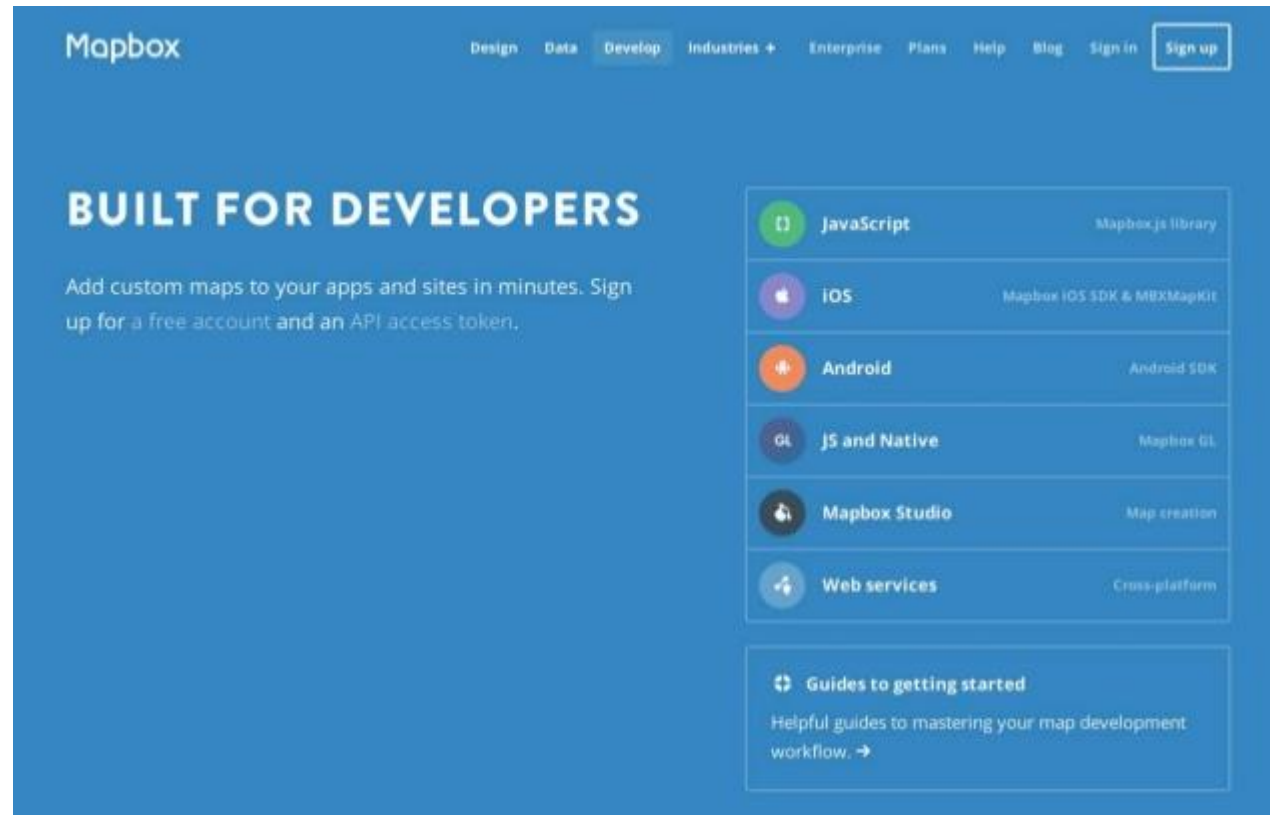 Mapbox
Design Data Develop Industries + Enterprise Plans Help Blog Sign in Sign up
BUILT FOR DEVELOPERS
Add custom maps to your apps and sites in minutes. Sign
up for a free account and an API access token.
JavaScript Mapbox.js library
iOS Mapbox iOS SDK & MBXMapKit
Android Android SDK
GL JS and Native Mapbox GL
Mapbox Studio Map creation
Web services Cross-platform
Guides to getting started
Helpful guides to mastering your map development
workflow. →